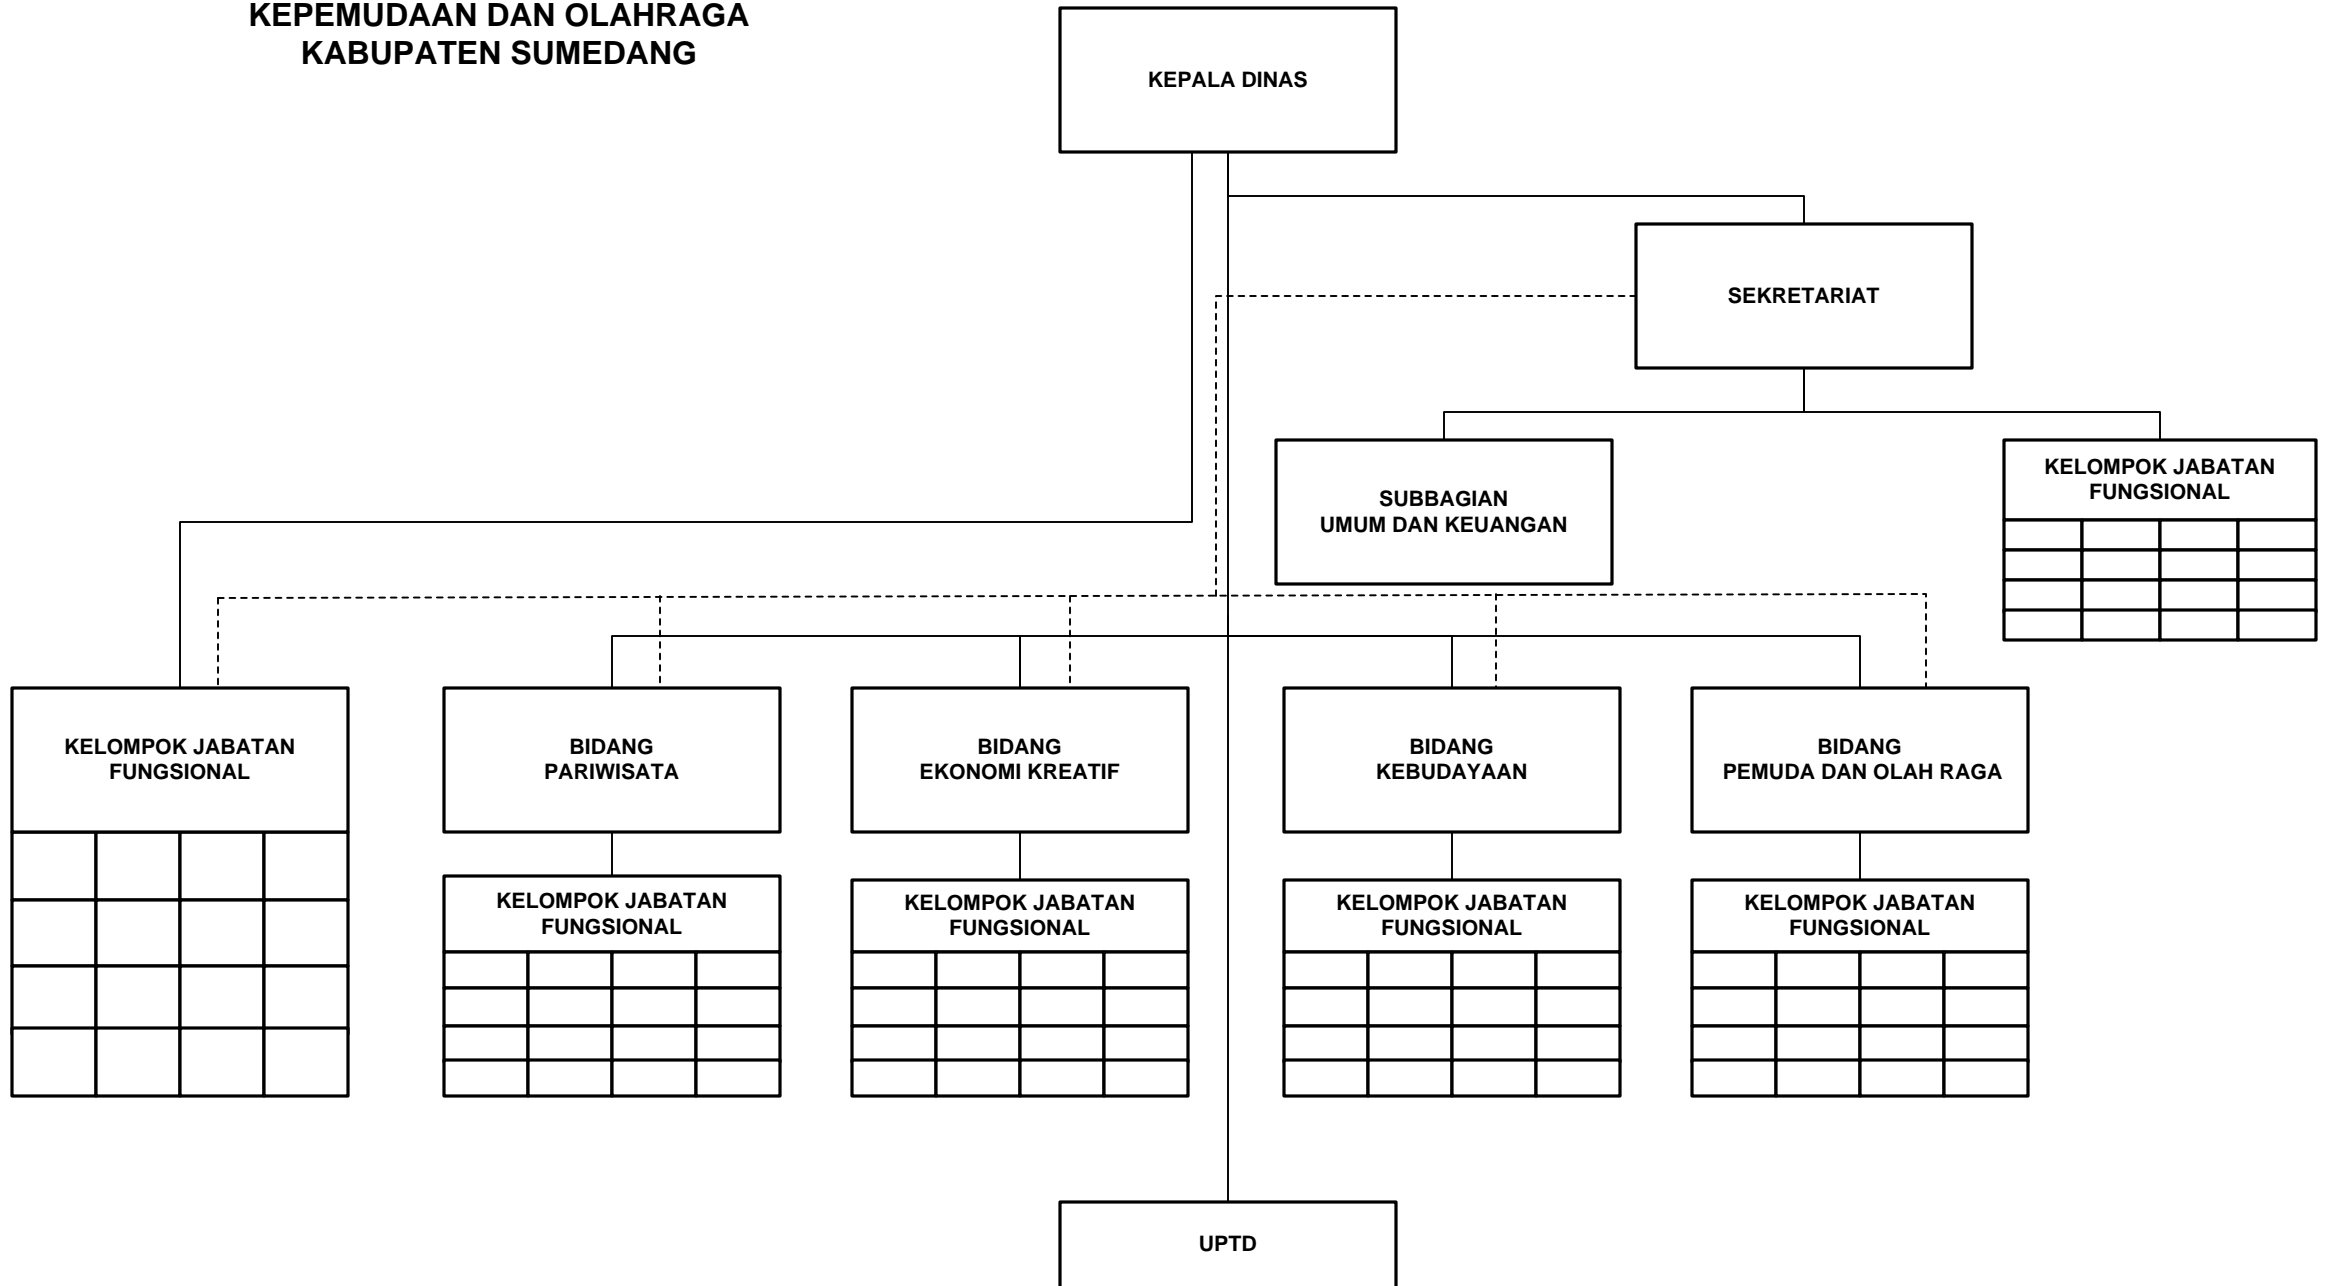 KEPEMUDAAN DAN OLAHRAGA
KABUPATEN SUMEDANG
KEPALA DINAS
SEKRETARIAT
SUBBAGIAN
UMUM DAN KEUANGAN
KELOMPOK JABATAN
FUNGSIONAL
KELOMPOK JABATAN
FUNGSIONAL
BIDANG
PARIWISATA
BIDANG
EKONOMI KREATIF
BIDANG
KEBUDAYAAN
BIDANG
PEMUDA DAN OLAH RAGA
KELOMPOK JABATAN
FUNGSIONAL
KELOMPOK JABATAN
FUNGSIONAL
KELOMPOK JABATAN
FUNGSIONAL
KELOMPOK JABATAN
FUNGSIONAL
UPTD